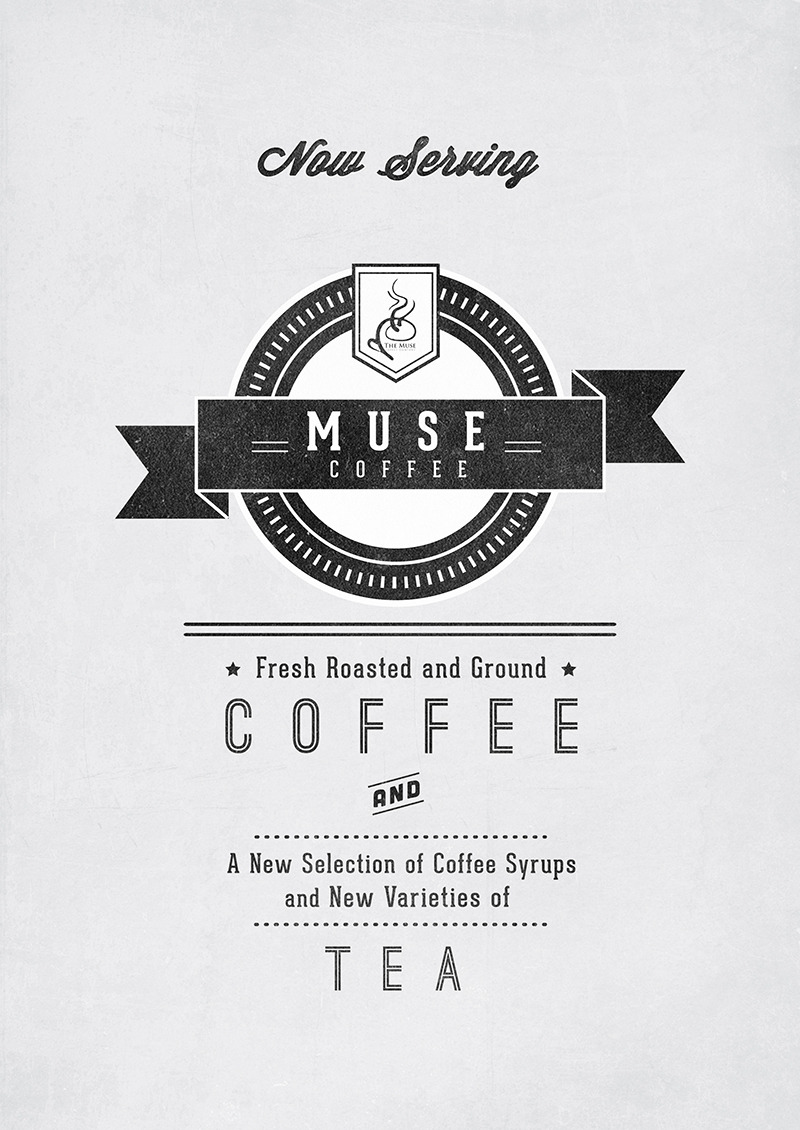 Now Serving
THE MUSE
MUSE
COFFEE
Fresh Roasted and Ground
COFFEE
AND
A New Selection of Coffee Syrups
and New Varieties of
TEA